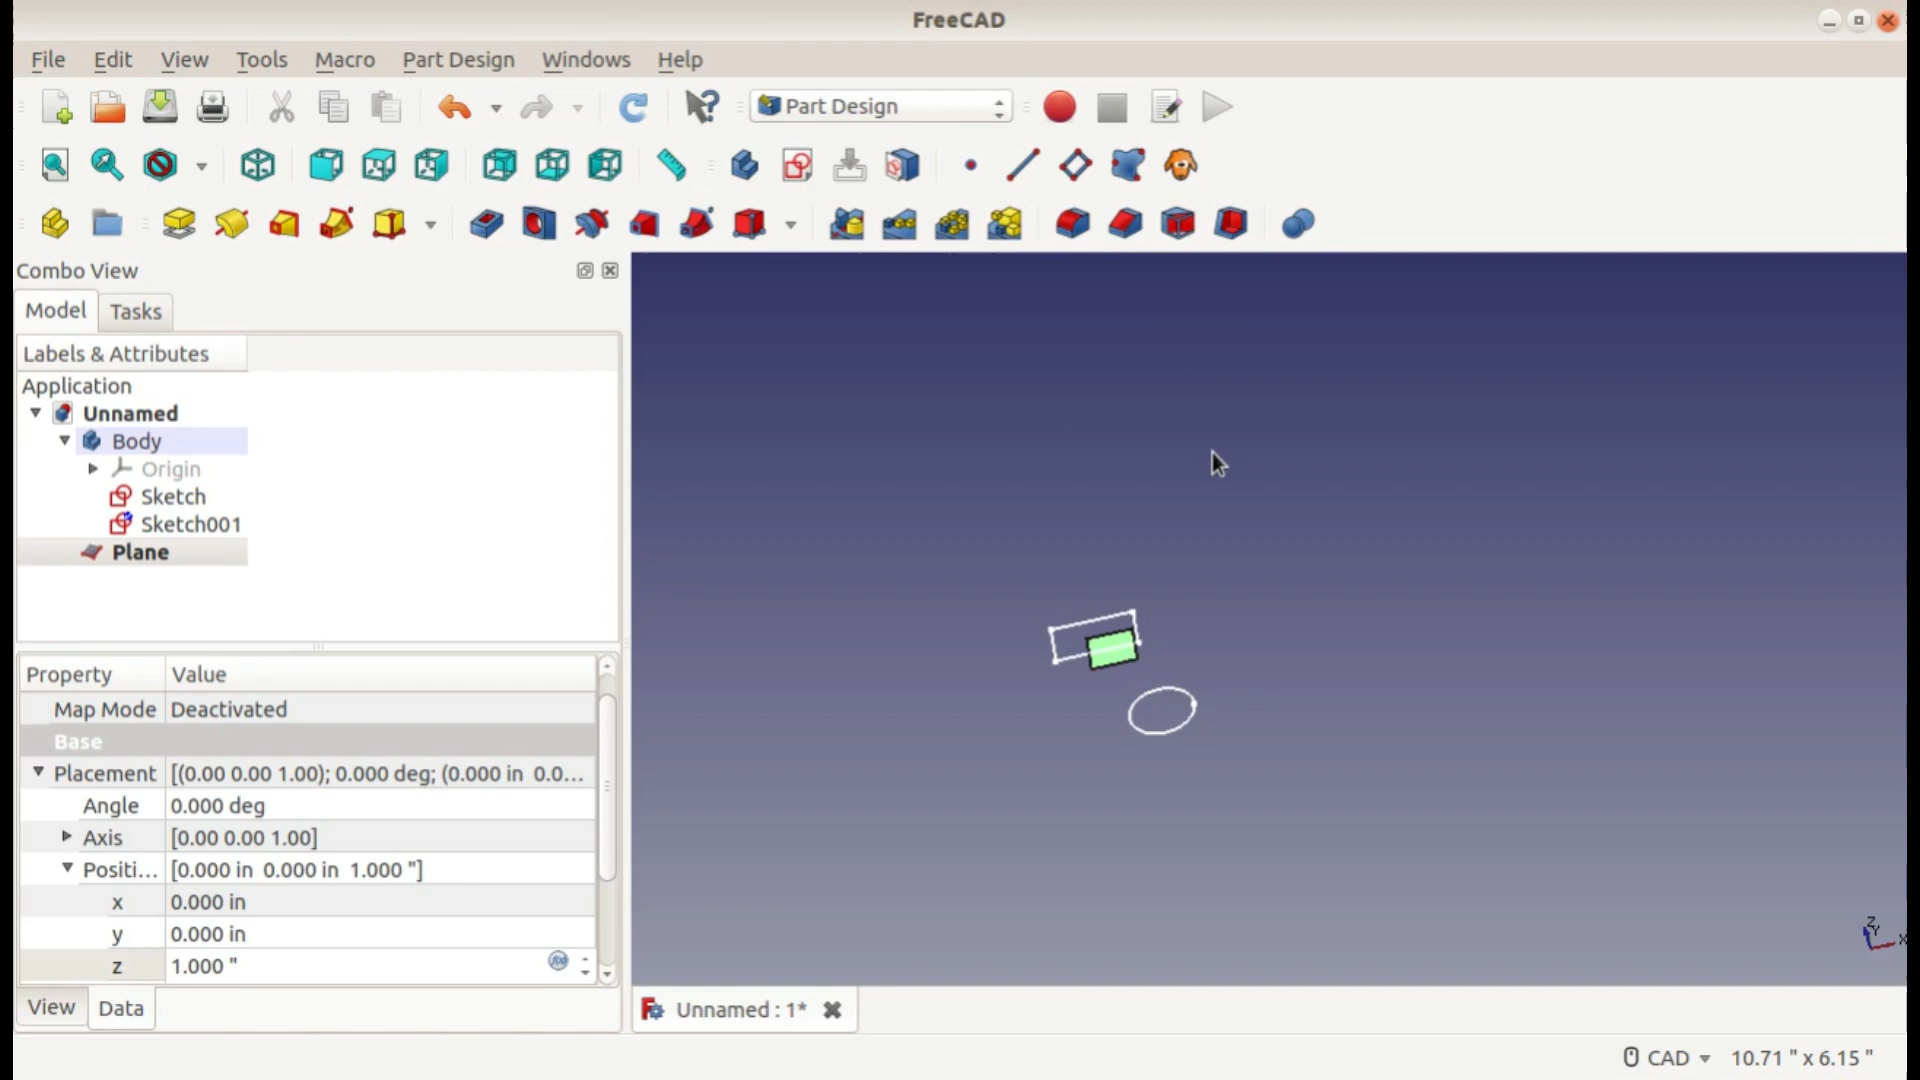 FreeCAD
File Edit View Tools Macro Part Design Windows Help
Part Design
Combo View
Model Tasks
Labels & Attributes
Application
Unnamed
Body
Origin
Sketch
Sketch001
Plane
Property Value
Map Mode Deactivated
Base
Placement [(0.00 0.00 1.00); 0.000 deg; (0.000 in 0.0...
Angle 0.000 deg
Axis [0.00 0.00 1.00]
Positi... [0.000 in 0.000 in 1.000 "]
x 0.000 in
y 0.000 in
z 1.000 "
View Data
Z
Y
X
Unnamed : 1*
CAD 10.71 " x 6.15 "